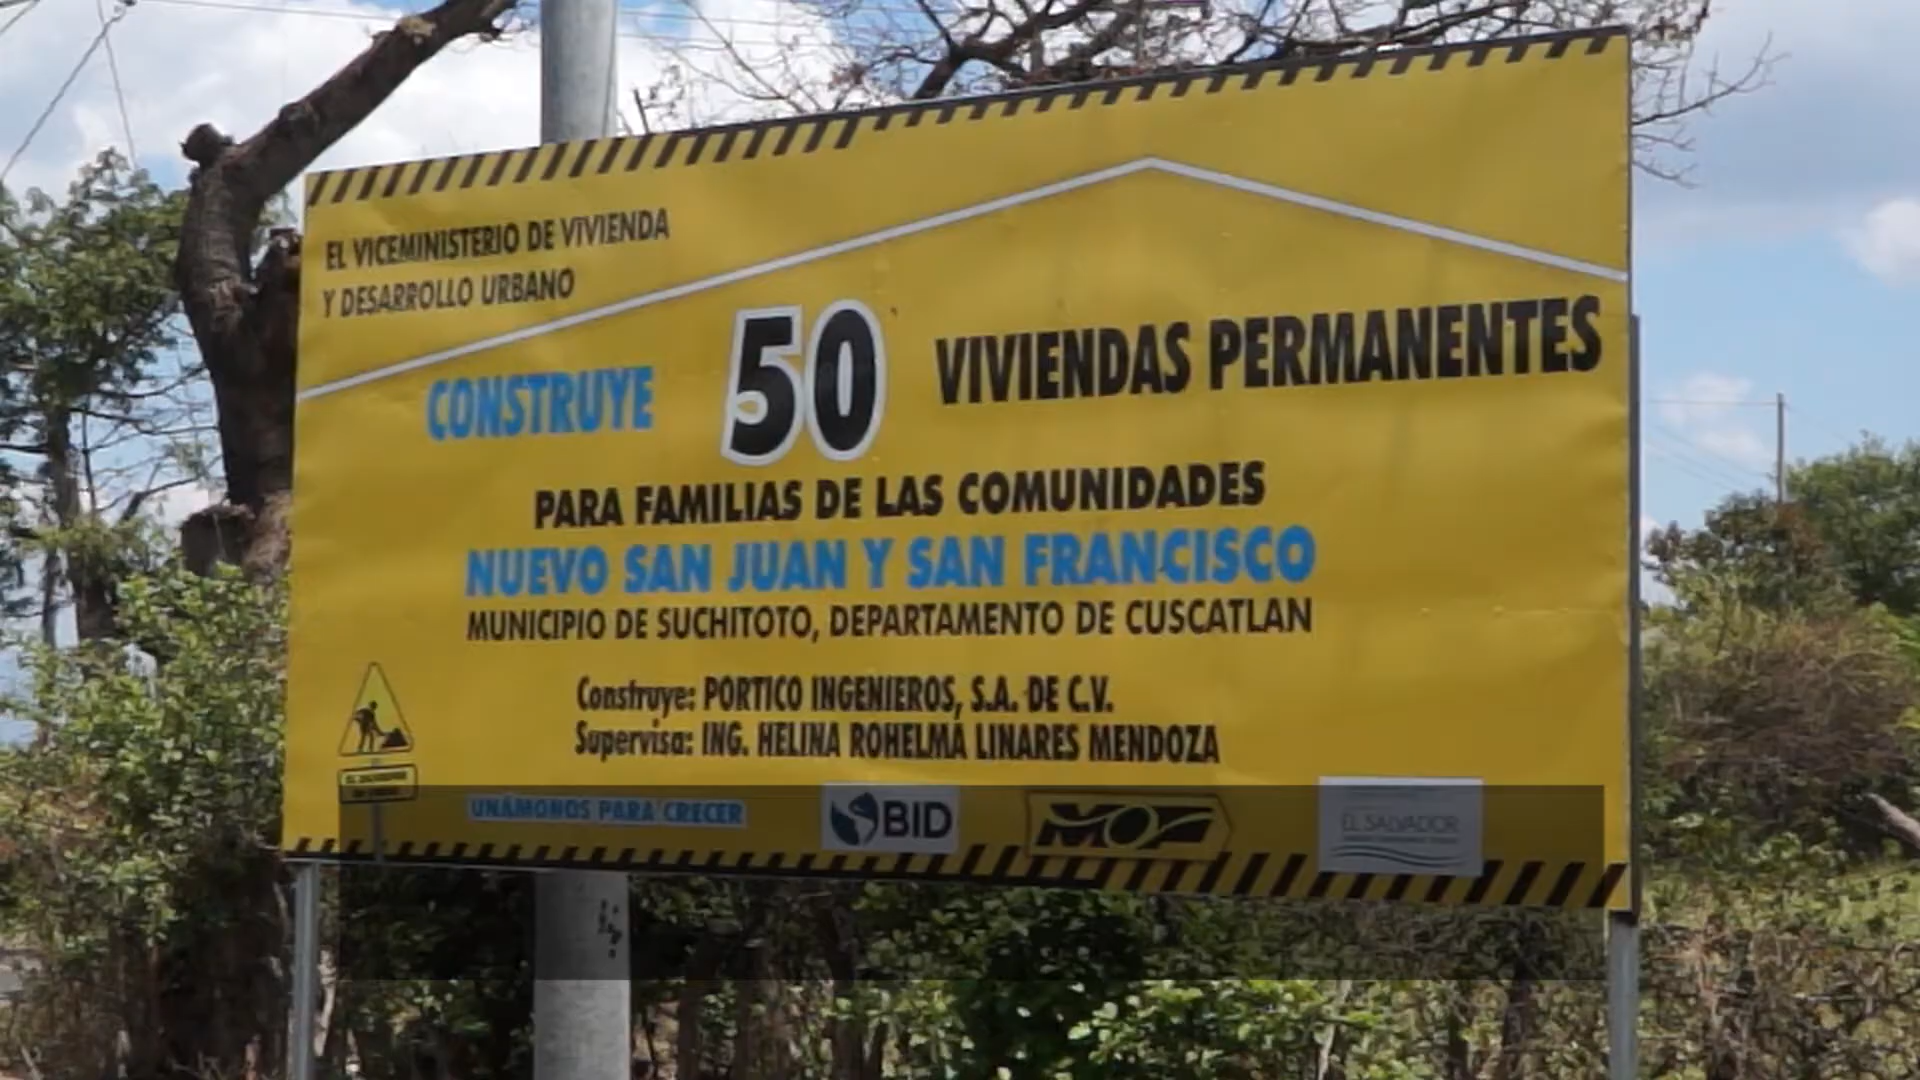 EL VICEMINISTERIO DE VIVIENDA
Y DESARROLLO URBANO
CONSTRUYE 50 VIVIENDAS PERMANENTES
PARA FAMILIAS DE LAS COMUNIDADES
NUEVO SAN JUAN Y SAN FRANCISCO
MUNICIPIO DE SUCHITOTO, DEPARTAMENTO DE CUSCATLAN
Construye: PORTICO INGENIEROS, S.A. DE C.V.
Supervisa: ING. HELINA ROHELMA LINARES MENDOZA
UNÁMONOS PARA CRECER
BID
MOP
EL SALVADOR